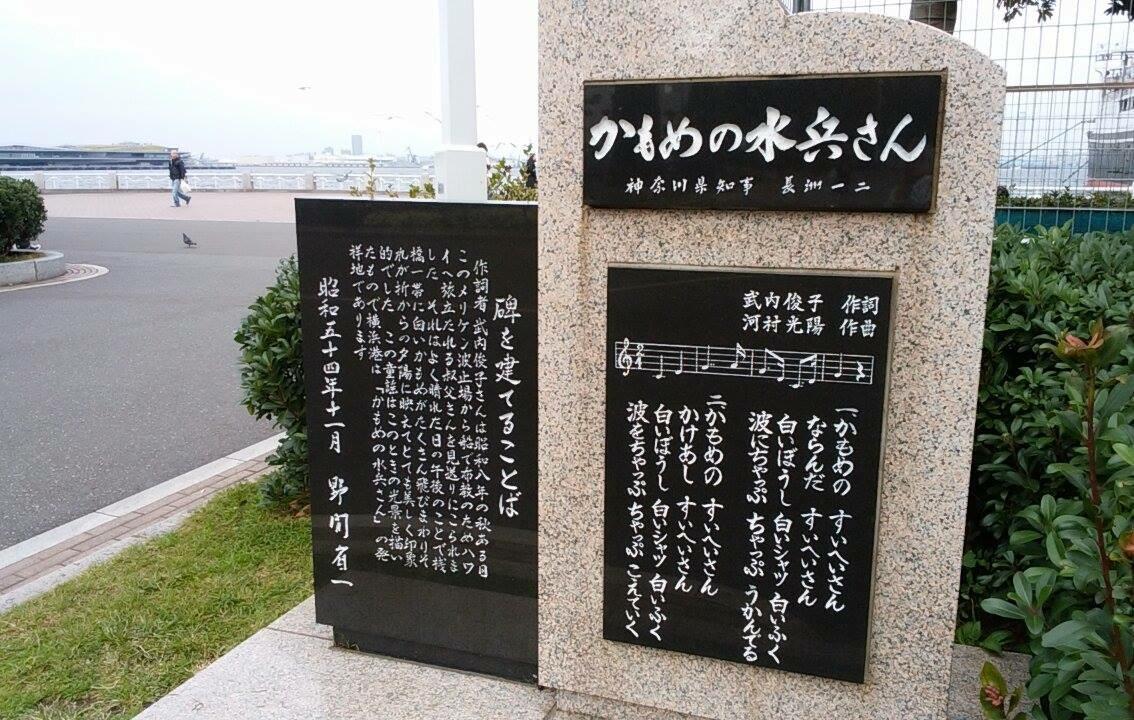 かもめの水兵さん
神奈川県知事 長洲一二
武内俊子 作詞
河村光陽 作曲
一かもめの すいへいさん
ならんだ すいへいさん
白いぼうし 白いシャツ 白いふく
波にちゃっぷ ちゃっぷ うかんでる
二かもめの すいへいさん
かけあし すいへいさん
白いぼうし 白いシャツ 白いふく
波をちゃっぷ ちゃっぷ こえていく
碑を建てることば
作詞者 武内俊子さんは昭和八年の秋ある日
このメリケン波止場から船で布教のためハワ
イへ旅立たれる叔父さんを見送りにこられま
した それはよく晴れた日の午後のことで桟
橋一帯に白いかもめがたくさん飛びまわりそ
れが折からの夕陽に映えてとても美しく印象
的でした この童謡はこのときの光景を描い
たもので横浜港は「かもめの水兵さん」の発
祥地であります
昭和五十四年十一月 野間有一